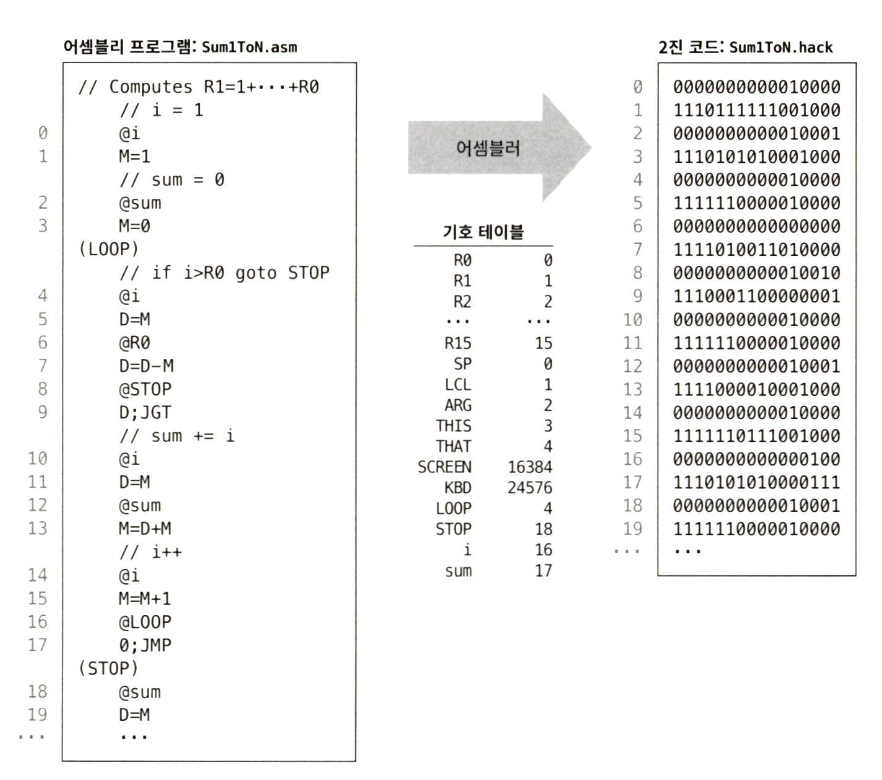 어셈블리 프로그램: Sum1ToN.asm
// Computes R1=1+···+R0
// i = 1
0 @i
1 M=1
// sum = 0
2 @sum
3 M=0
(LOOP)
// if i>R0 goto STOP
4 @i
5 D=M
6 @R0
7 D=D-M
8 @STOP
9 D;JGT
// sum += i
10 @i
11 D=M
12 @sum
13 M=D+M
// i++
14 @i
15 M=M+1
16 @LOOP
17 0;JMP
(STOP)
18 @sum
19 D=M
... ...
어셈블러
기호 테이블
R0 0
R1 1
R2 2
... ...
R15 15
SP 0
LCL 1
ARG 2
THIS 3
THAT 4
SCREEN 16384
KBD 24576
LOOP 4
STOP 18
i 16
sum 17
2진 코드: Sum1ToN.hack
0 0000000000010000
1 1110111111001000
2 0000000000010001
3 1110101010001000
4 0000000000010000
5 1111110000010000
6 0000000000000000
7 1111010011010000
8 0000000000010010
9 1110001100000001
10 0000000000010000
11 1111110000010000
12 0000000000010001
13 1111000010001000
14 0000000000010000
15 1111110111001000
16 0000000000000100
17 1110101010000111
18 0000000000010001
19 1111110000010000
... ...